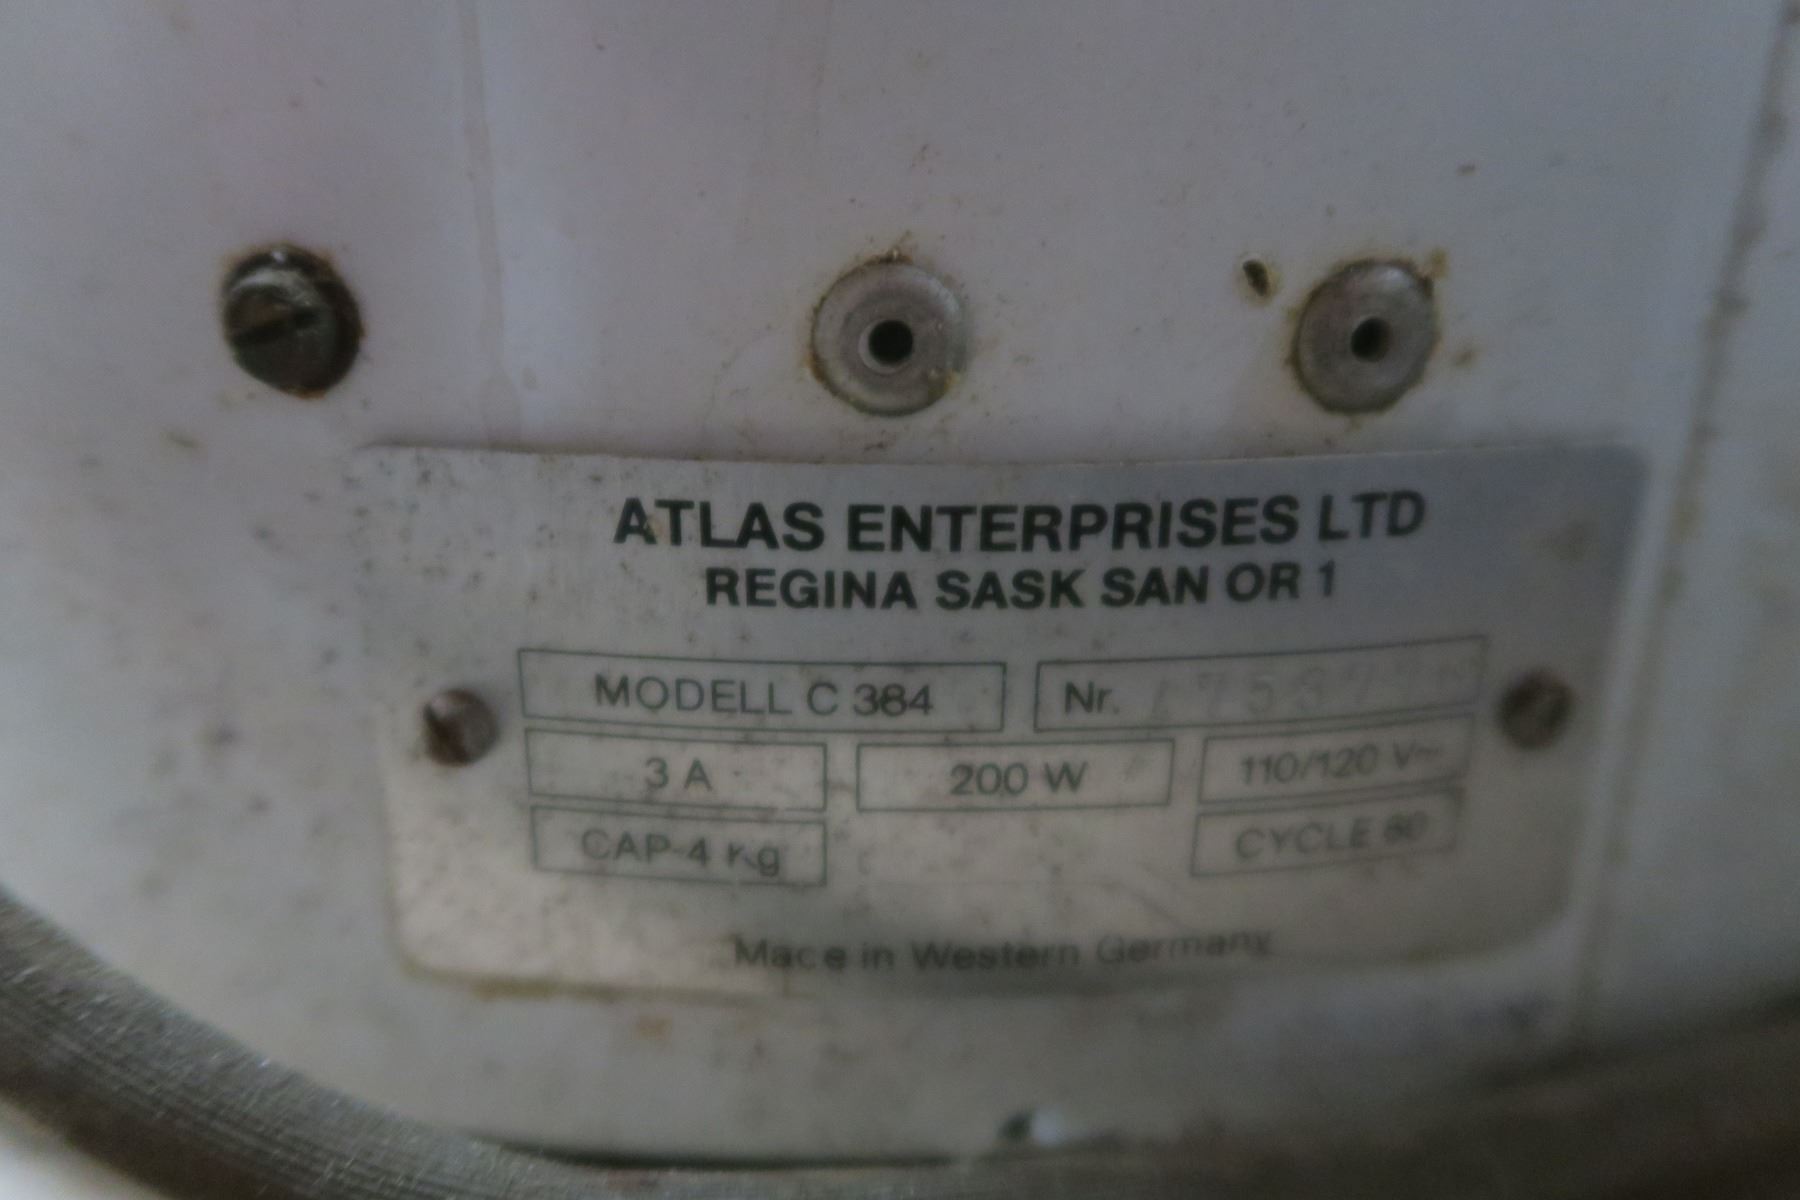 ATLAS ENTERPRISES LTD
REGINA SASK SAN OR 1
MODELL C 384 Nr.
3 A 200 W 110/120 V~
CAP 4 kg CYCLE 60
Made in Western Germany